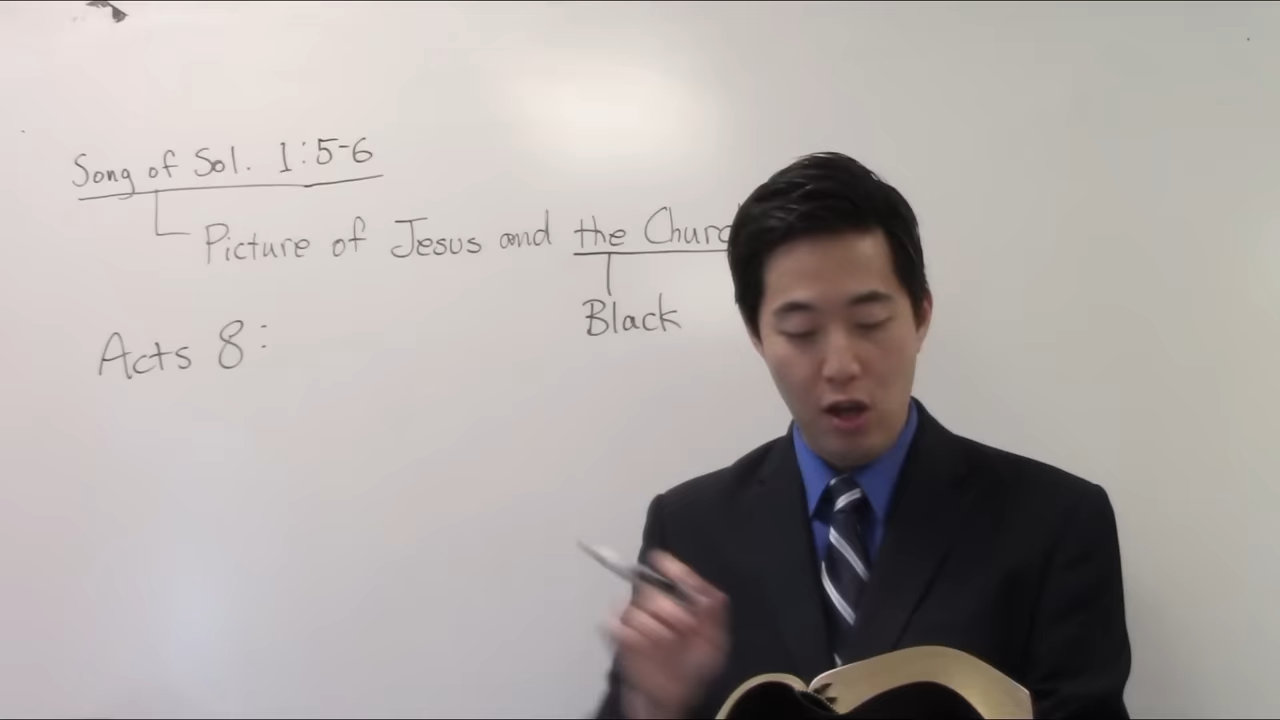 Song of Sol. 1:5-6
Picture of Jesus and the Churc
Black
Acts 8: